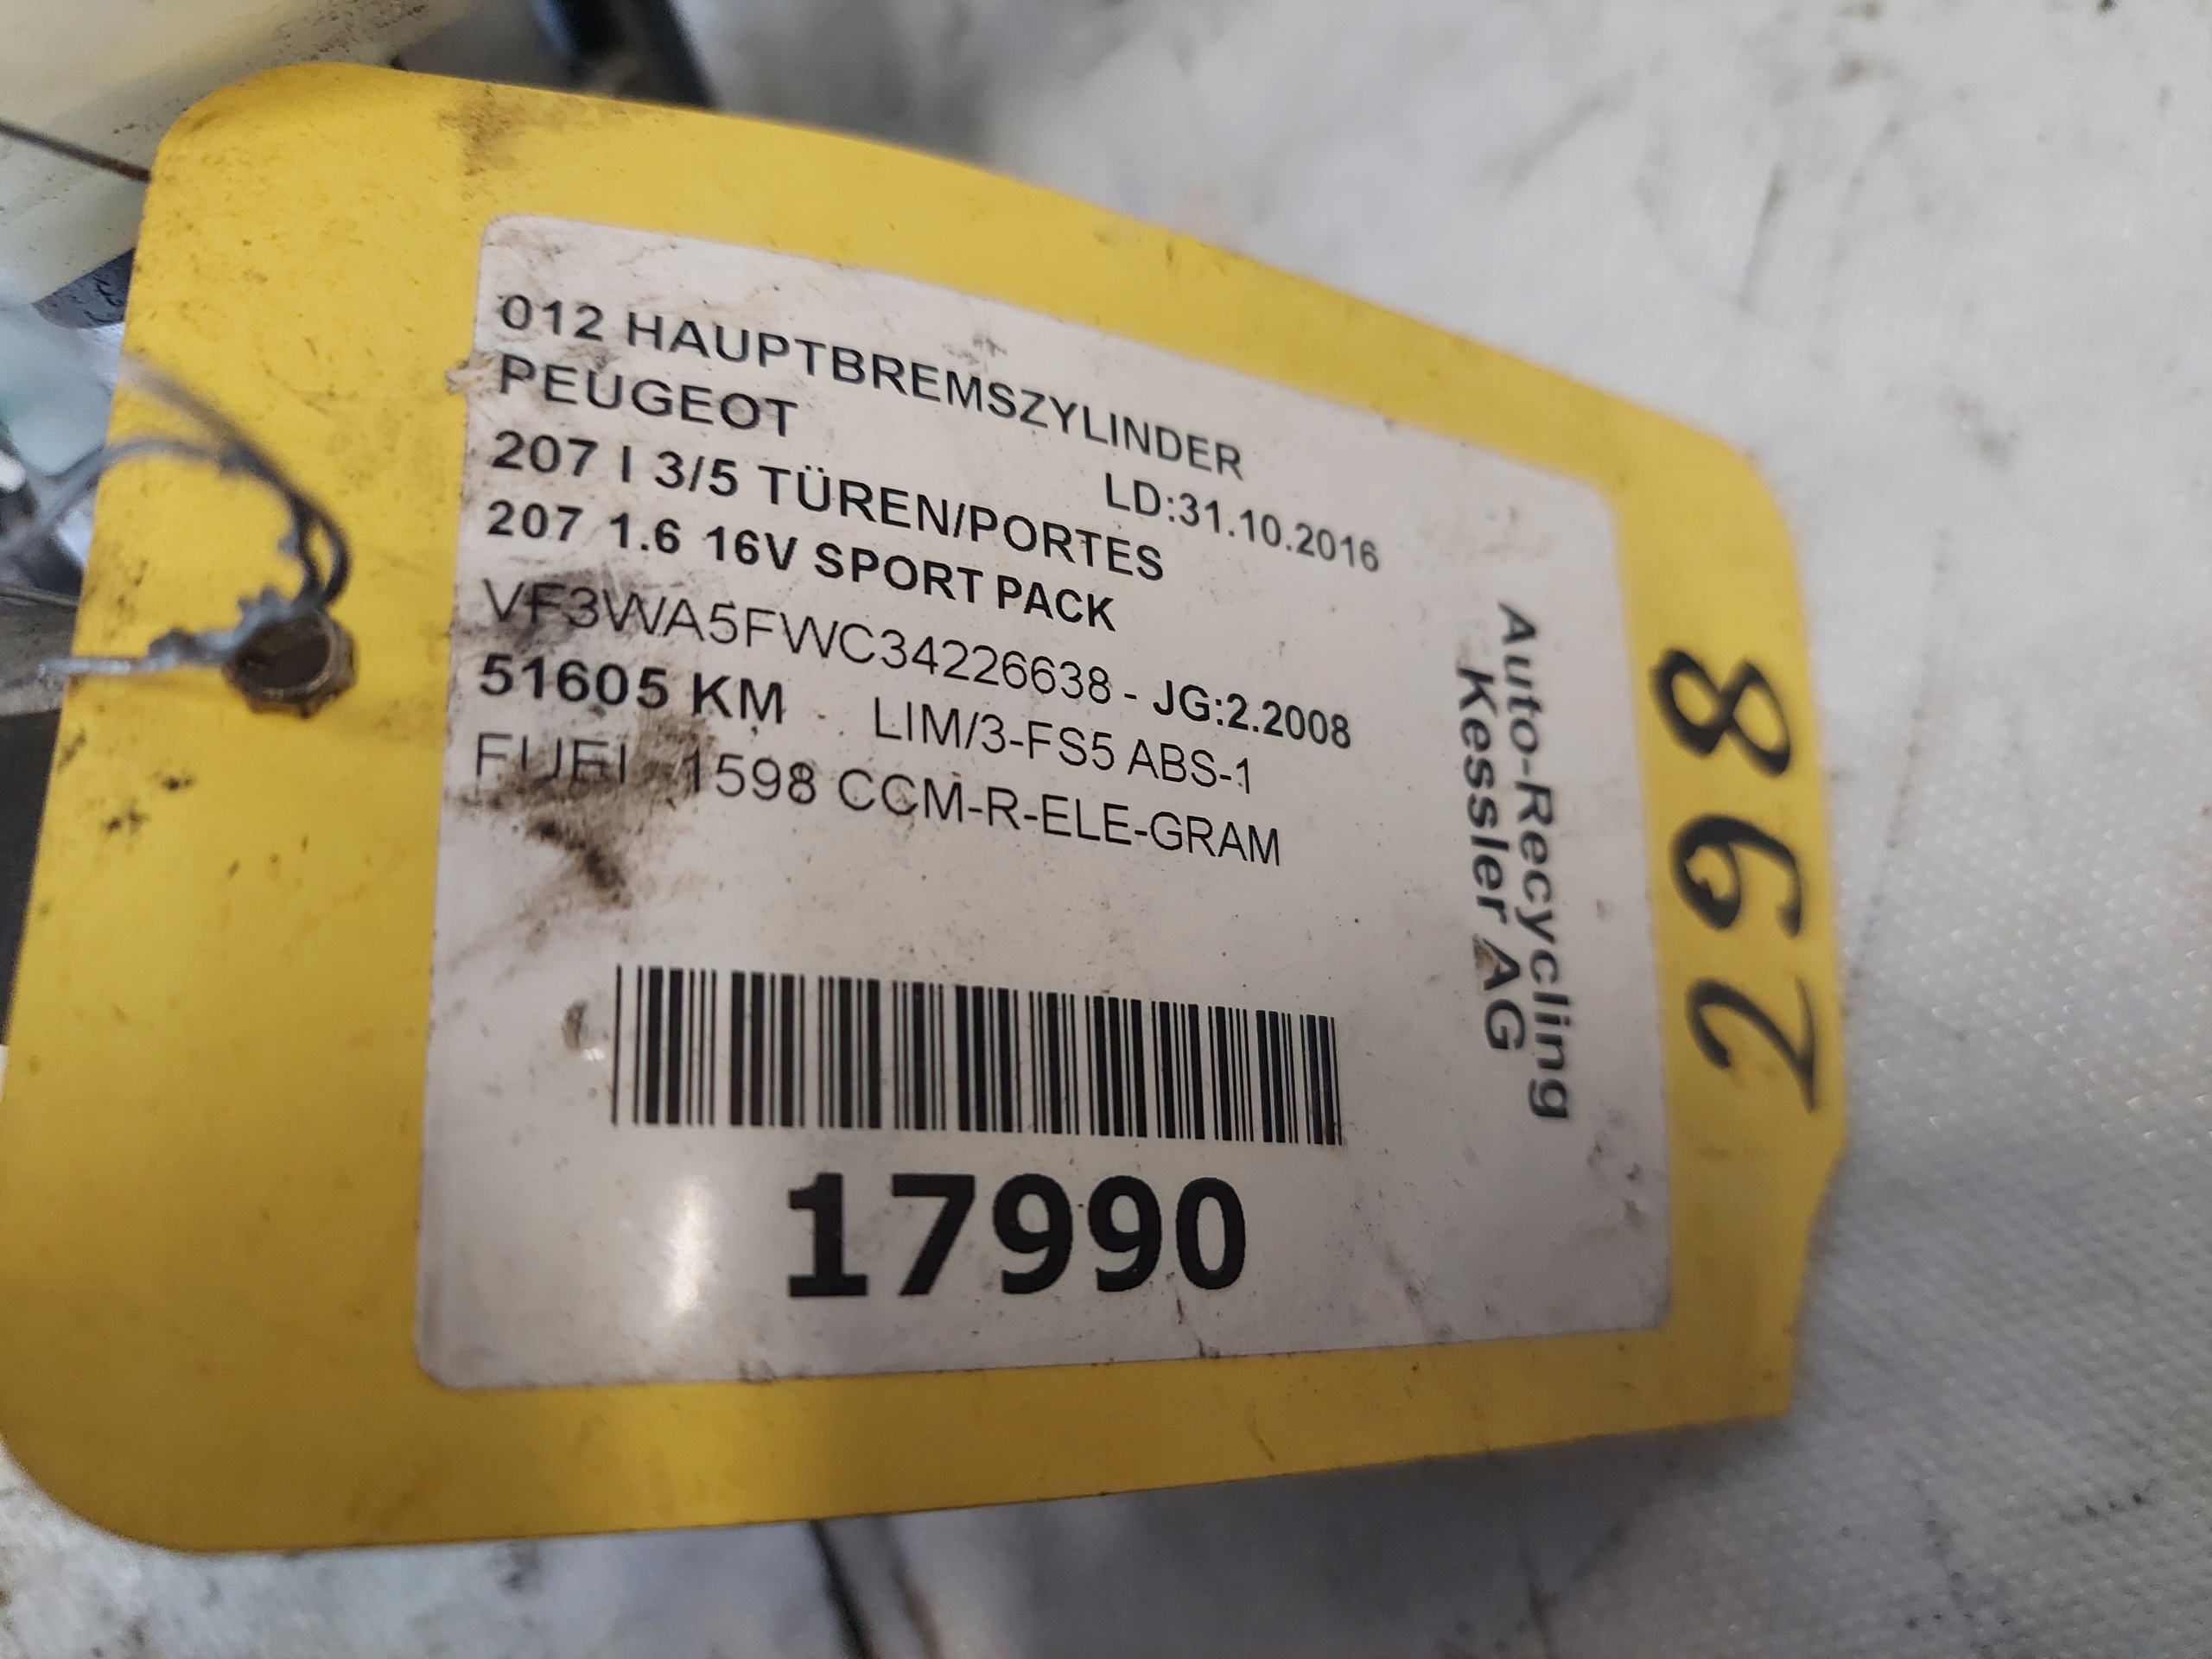 012 HAUPTBREMSZYLINDER
PEUGEOT
LD:31.10.2016
207 I 3/5 TÜREN/PORTES
207 1.6 16V SPORT PACK
VF3WA5FWC34226638 - JG:2.2008
51605 KM LIM/3-FS5 ABS-1
FUEL 1598 CCM-R-ELE-GRAM
17990
Auto-Recycling
Kessler AG
862